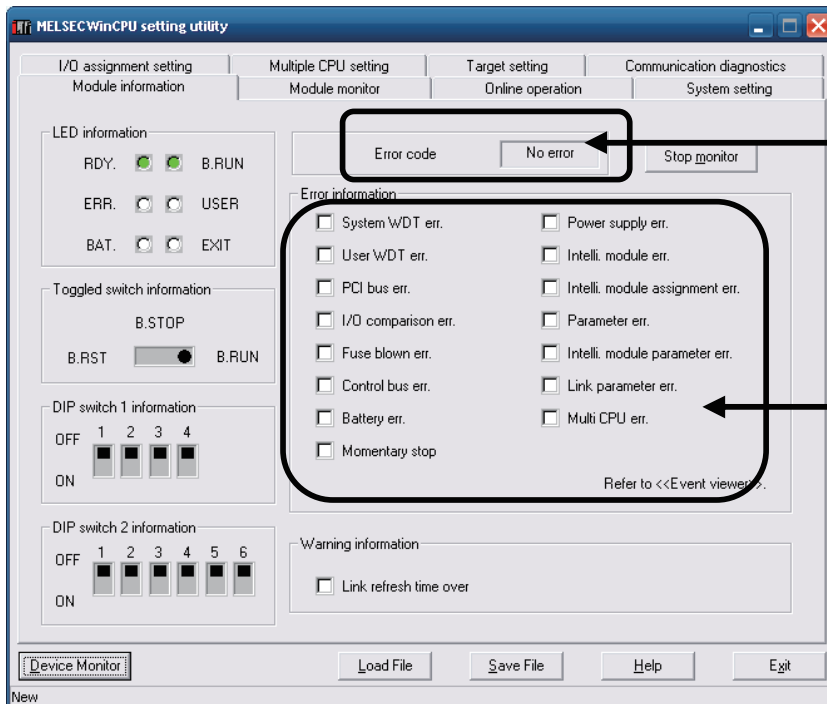 MELSECWinCPU setting utility
I/O assignment setting
Multiple CPU setting
Target setting
Communication diagnostics
Module information
Module monitor
Online operation
System setting
LED information
RDY.
B.RUN
ERR.
USER
BAT.
EXIT
Error code
No error
Stop monitor
Error information
System WDT err.
Power supply err.
User WDT err.
Intelli. module err.
PCI bus err.
Intelli. module assignment err.
I/O comparison err.
Parameter err.
Fuse blown err.
Intelli. module parameter err.
Control bus err.
Link parameter err.
Battery err.
Multi CPU err.
Momentary stop
Refer to <<Event viewer>>.
Toggled switch information
B.STOP
B.RST
B.RUN
DIP switch 1 information
OFF
1 2 3 4
ON
DIP switch 2 information
OFF
1 2 3 4 5 6
ON
Warning information
Link refresh time over
Device Monitor
Load File
Save File
Help
Exit
New